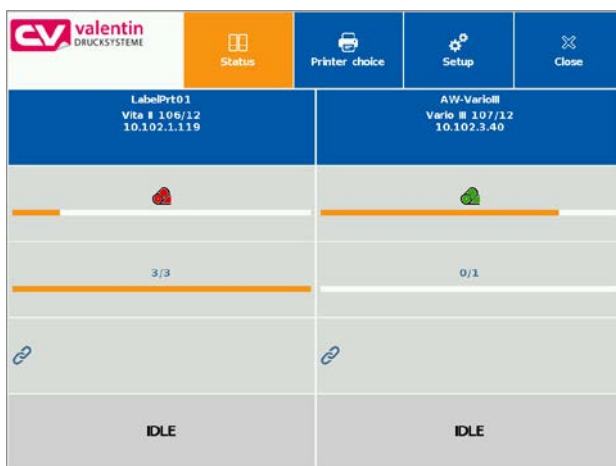 CV valentin
DRUCKSYSTEME
Status
Printer choice
Setup
Close
LabelPrt01
Vita II 106/12
10.102.1.119
AW-VarioIII
Vario III 107/12
10.102.3.40
3/3
0/1
IDLE
IDLE